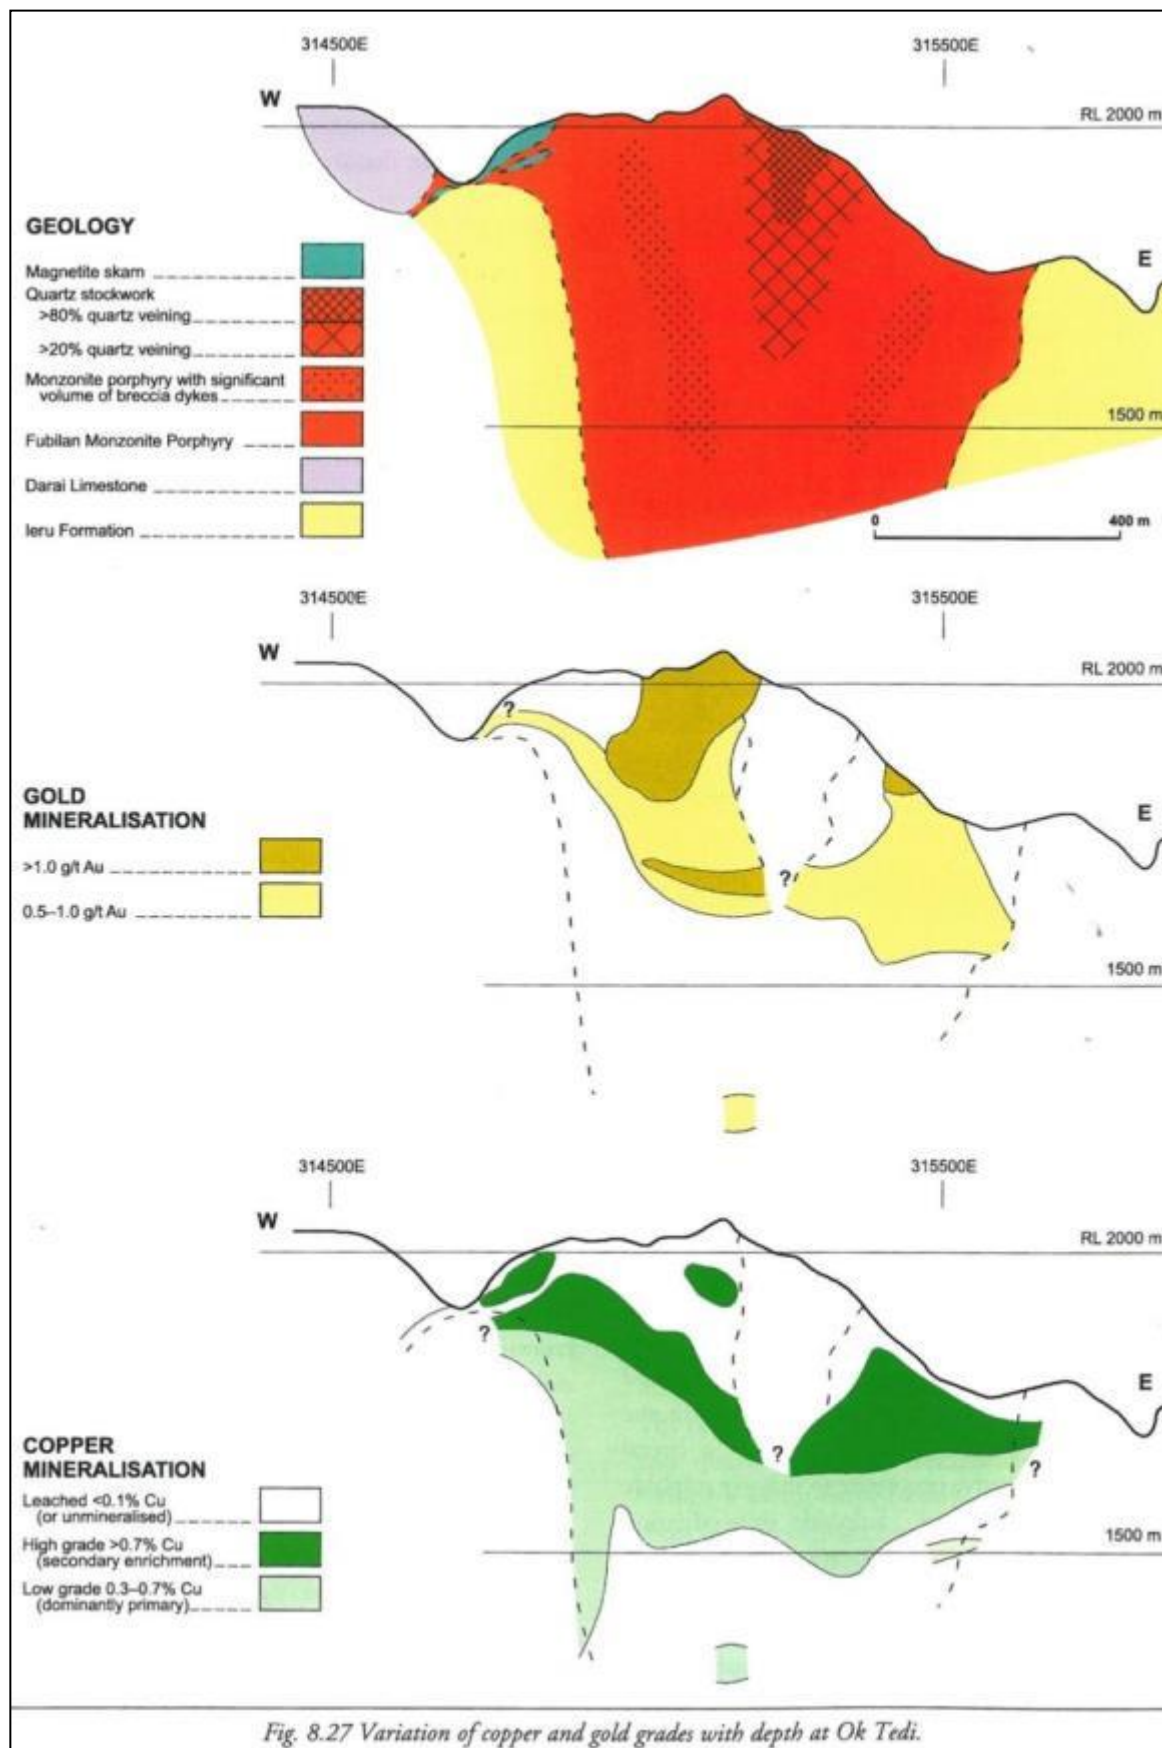 314500E
315500E
W
RL 2000 m
E
GEOLOGY
Magnetite skarn
Quartz stockwork
>80% quartz veining
>20% quartz veining
Monzonite porphyry with significant
volume of breccia dykes
Fubilan Monzonite Porphyry
Darai Limestone
Ieru Formation
1500 m
0
400 m
314500E
315500E
W
RL 2000 m
?
E
GOLD
MINERALISATION
>1.0 g/t Au
0.5–1.0 g/t Au
?
1500 m
314500E
315500E
W
RL 2000 m
?
E
COPPER
MINERALISATION
Leached <0.1% Cu
(or unmineralised)
High grade >0.7% Cu
(secondary enrichment)
Low grade 0.3–0.7% Cu
(dominantly primary)
?
?
1500 m
Fig. 8.27 Variation of copper and gold grades with depth at Ok Tedi.